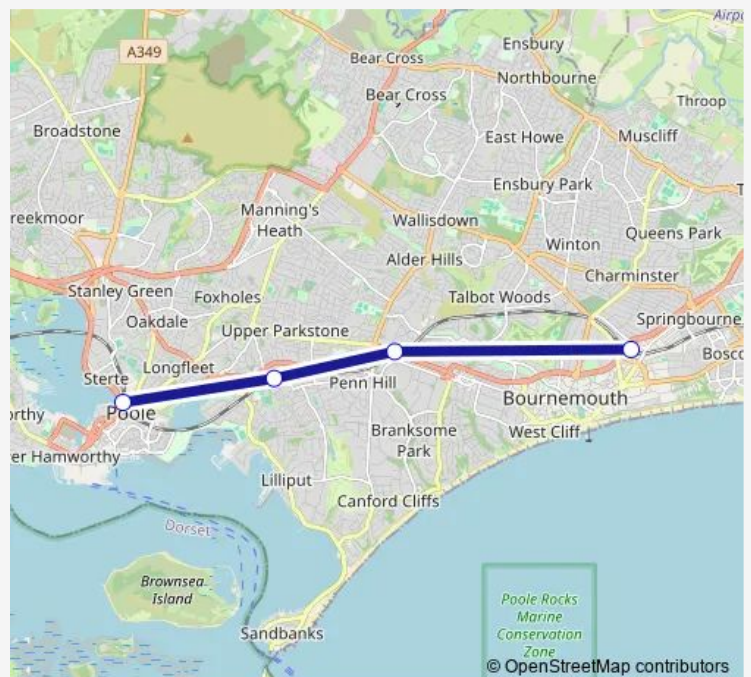 Airpo
Ensbury
Bear Cross
A349
Northbourne
Bear Cross
Throop
Broadstone
East Howe
Muscliff
Ensbury Park
T
Manning's
Heath
reekmoor
Wallisdown
Queens Park
Winton
Alder Hills
Charminster
Stanley Green
Foxholes
Talbot Woods
Oakdale
Springbourne
Upper Parkstone
Bosco
Longfleet
Sterte
Penn Hill
Bournemouth
Poole
orthy
Branksome
Park
West Cliff
er Hamworthy
Lilliput
Canford Cliffs
Dorset
Brownsea
Island
Poole Rocks
Marine
Conservation
Zone
Sandbanks
© OpenStreetMap contributors